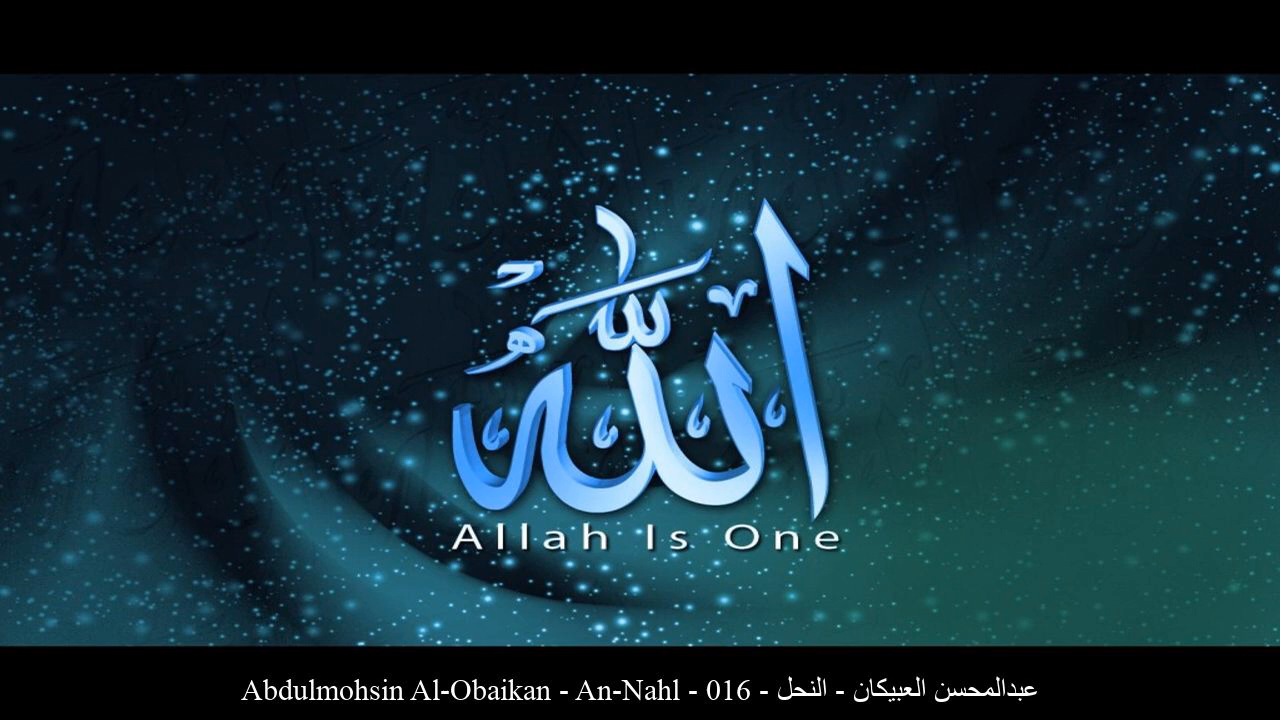 الله
Allah Is One
Abdulmohsin Al-Obaikan - An-Nahl - 016 - النحل - عبدالمحسن العبيكان